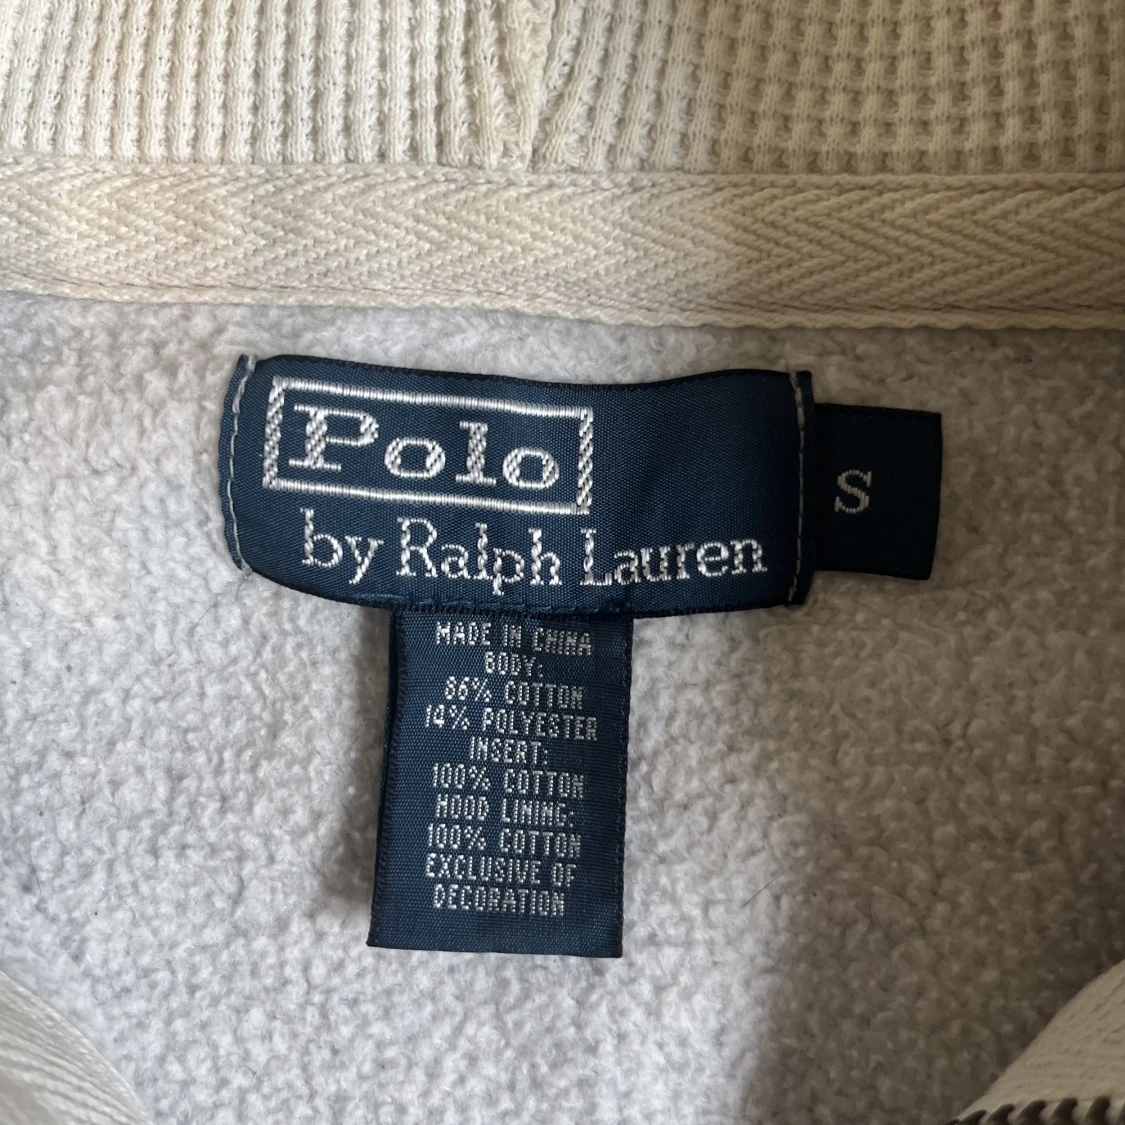 Polo
by Ralph Lauren
S
MADE IN CHINA
BODY:
86% COTTON
14% POLYESTER
INSERT:
100% COTTON
HOOD LINING:
100% COTTON
EXCLUSIVE OF
DECORATION